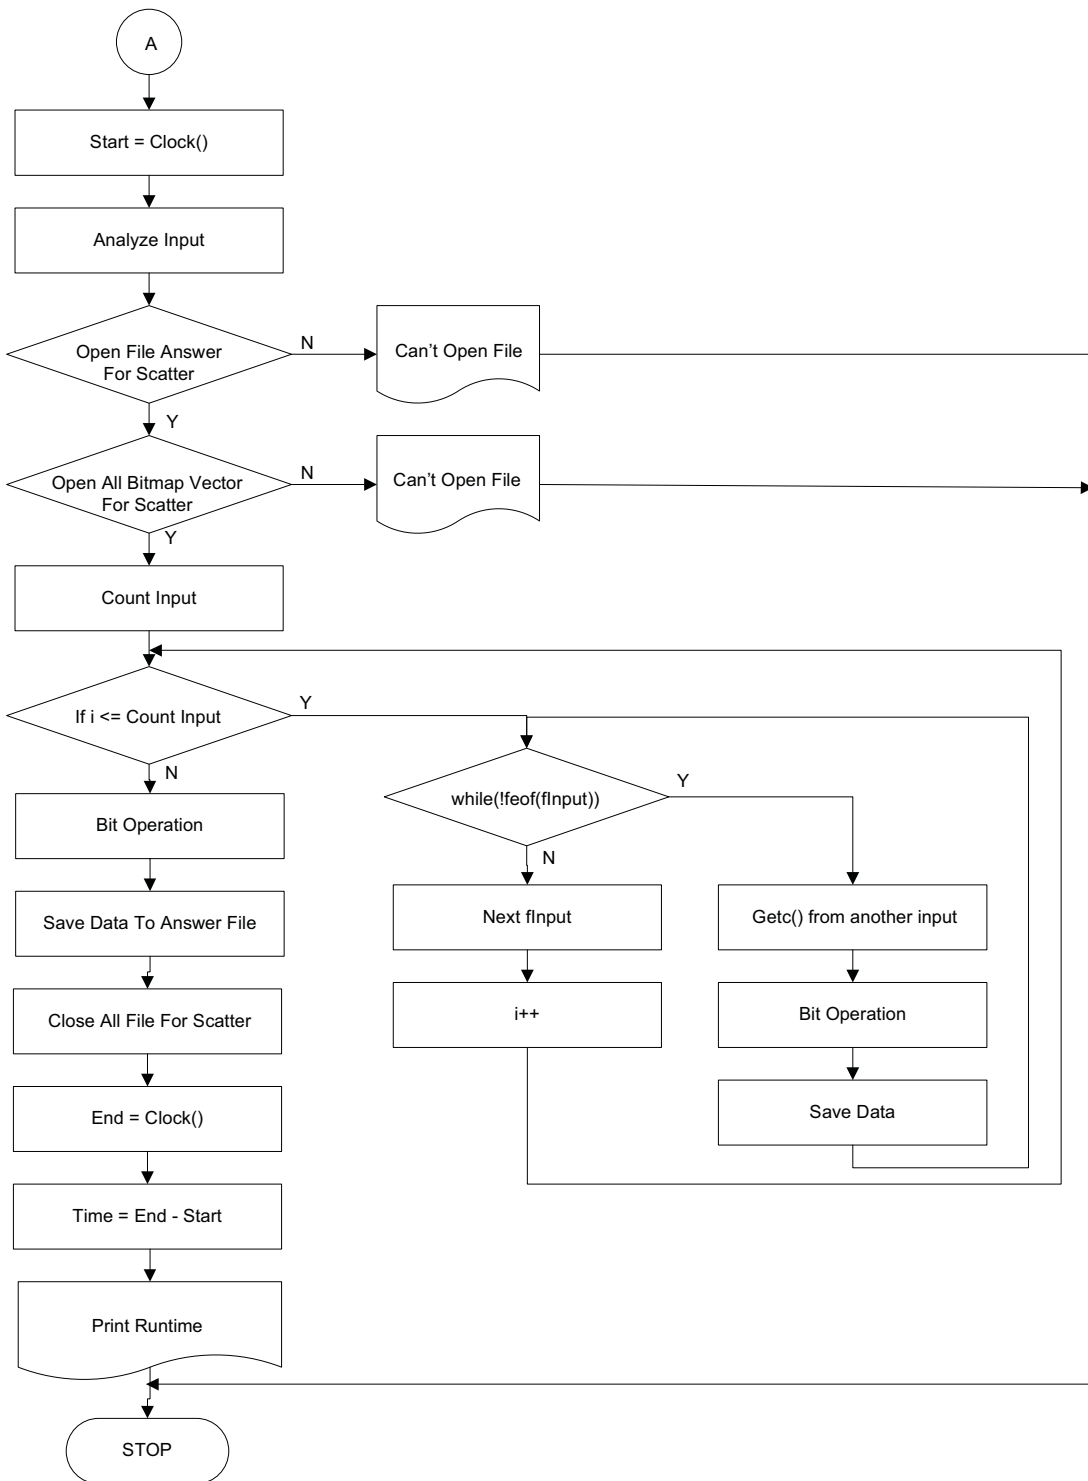 A
Start = Clock()
Analyze Input
Open File Answer
For Scatter
N
Can't Open File
Y
Open All Bitmap Vector
For Scatter
N
Can't Open File
Y
Count Input
If i <= Count Input
Y
N
while(!feof(fInput))
Y
N
Bit Operation
Save Data To Answer File
Close All File For Scatter
End = Clock()
Time = End - Start
Print Runtime
STOP
Next fInput
i++
Getc() from another input
Bit Operation
Save Data